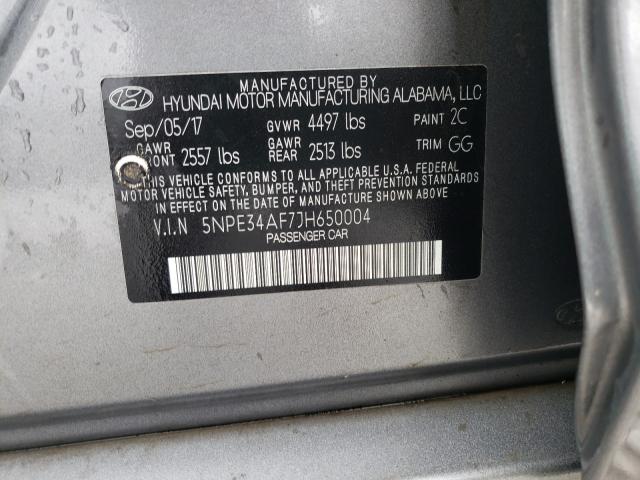 MANUFACTURED BY
HYUNDAI MOTOR MANUFACTURING ALABAMA, LLC
Sep/05/17 GVWR 4497 lbs PAINT 2C
GAWR GAWR
2557 lbs REAR 2513 lbs TRIM GG
THIS VEHICLE CONFORMS TO ALL APPLICABLE U.S.A. FEDERAL
MOTOR VEHICLE SAFETY, BUMPER, AND THEFT PREVENTION STANDARDS
IN EFFECT ON THE DATE OF MANUFACTURE SHOWN ABOVE
V.I.N 5NPE34AF7JH650004
PASSENGER CAR